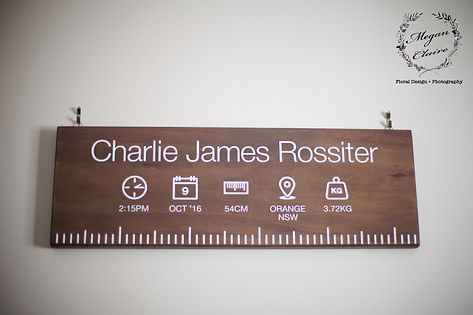 Megan
Claire
Floral Design + Photography
Charlie James Rossiter
9
KG
2:15PM
OCT '16
54CM
ORANGE
NSW
3.72KG